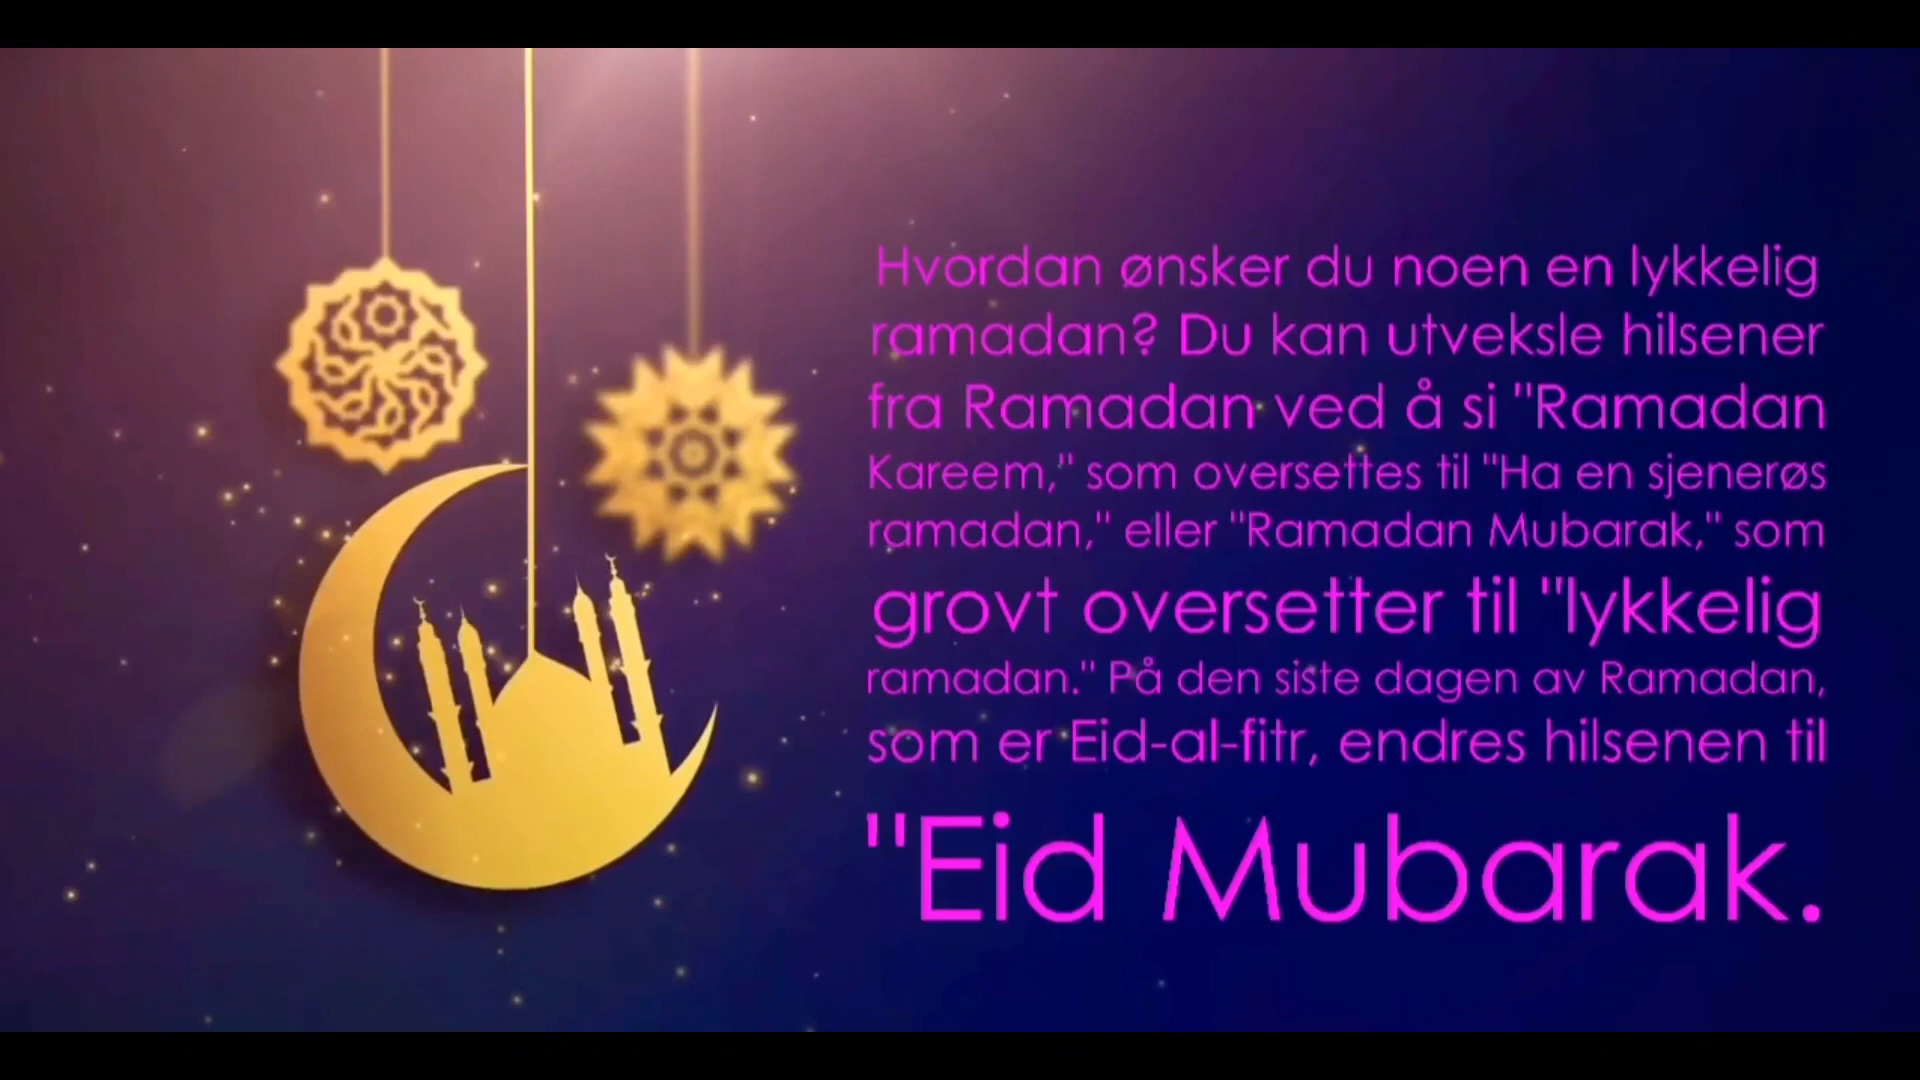 Hvordan ønsker du noen en lykkelig
ramadan? Du kan utveksle hilsener
fra Ramadan ved å si "Ramadan
Kareem," som oversettes til "Ha en sjenerøs
ramadan," eller "Ramadan Mubarak," som
grovt oversetter til "lykkelig
ramadan." På den siste dagen av Ramadan,
som er Eid-al-fitr, endres hilsenen til
"Eid Mubarak.